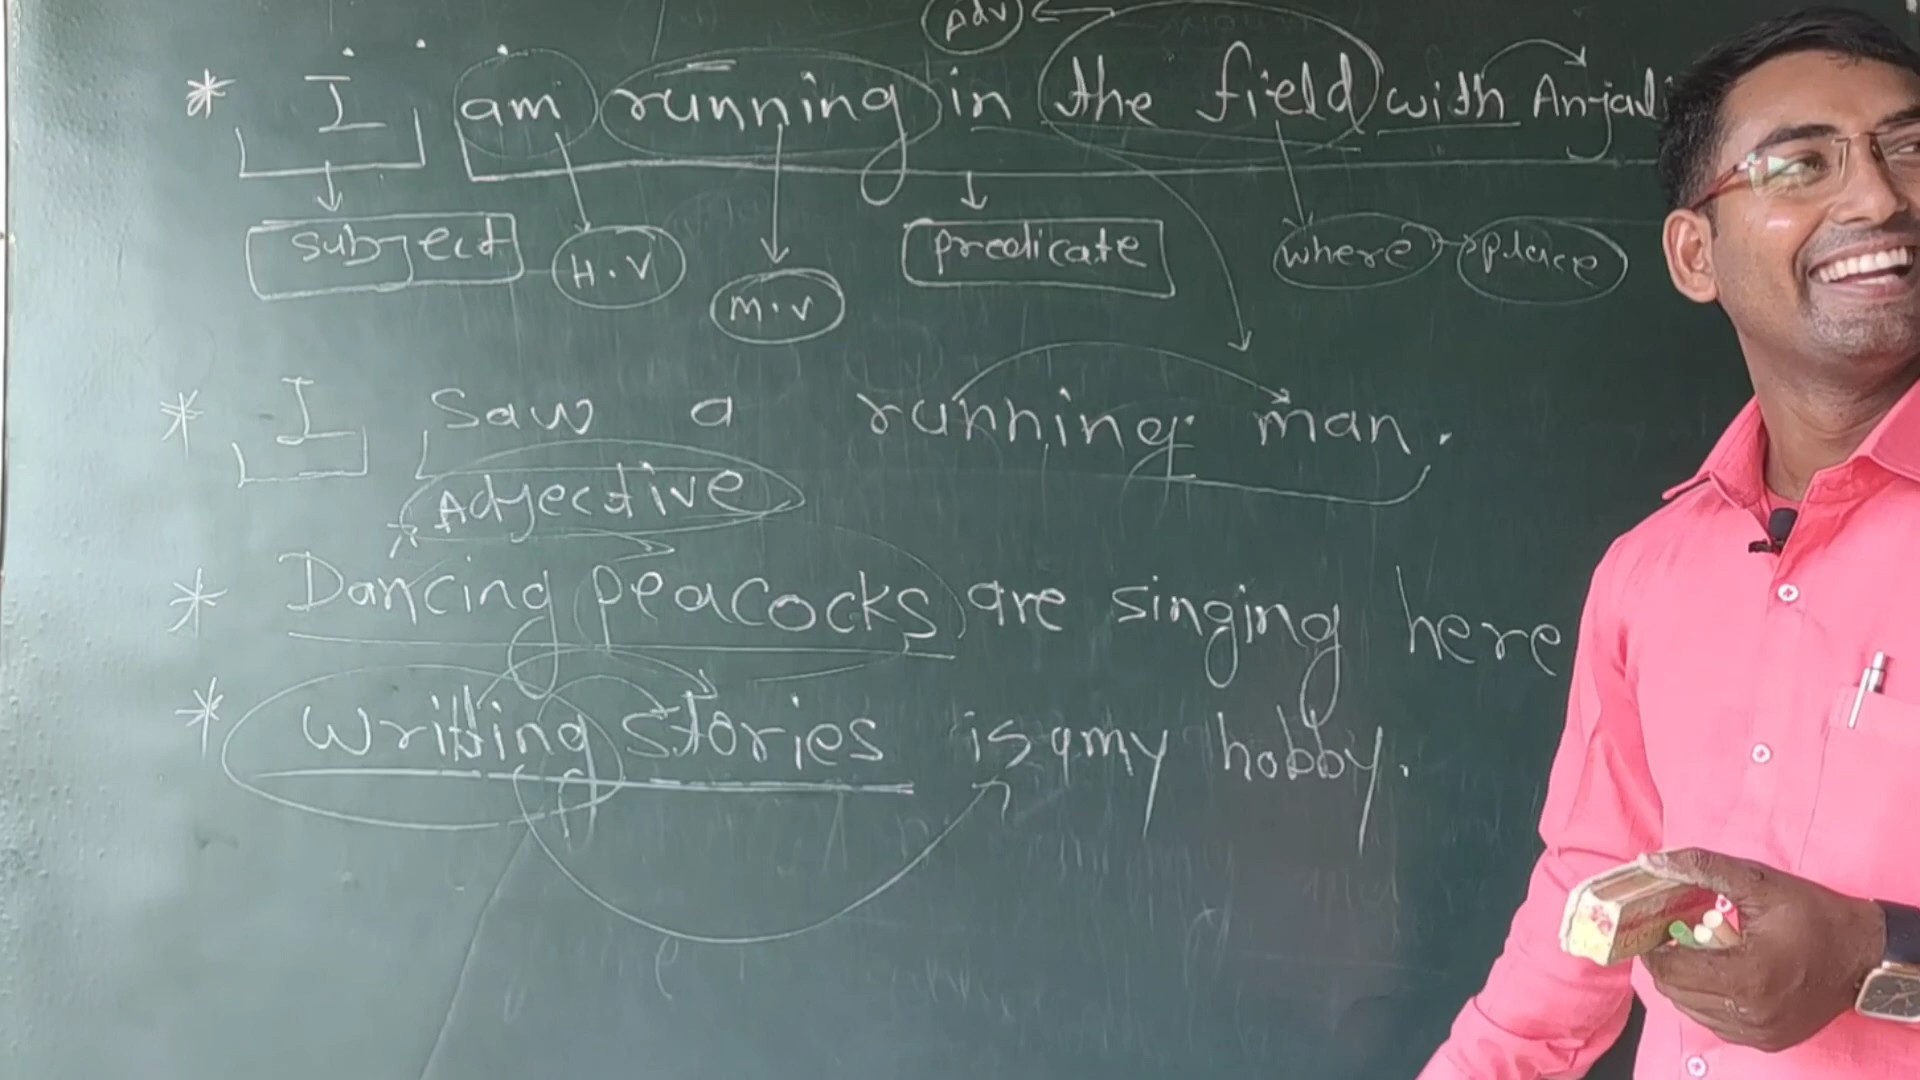 Adv
* I am running in the field with Anjali
subject H.V M.V predicate where place
* I saw a running man.
Adjective
* Dancing peacocks are singing here
* Writing stories is my hobby.